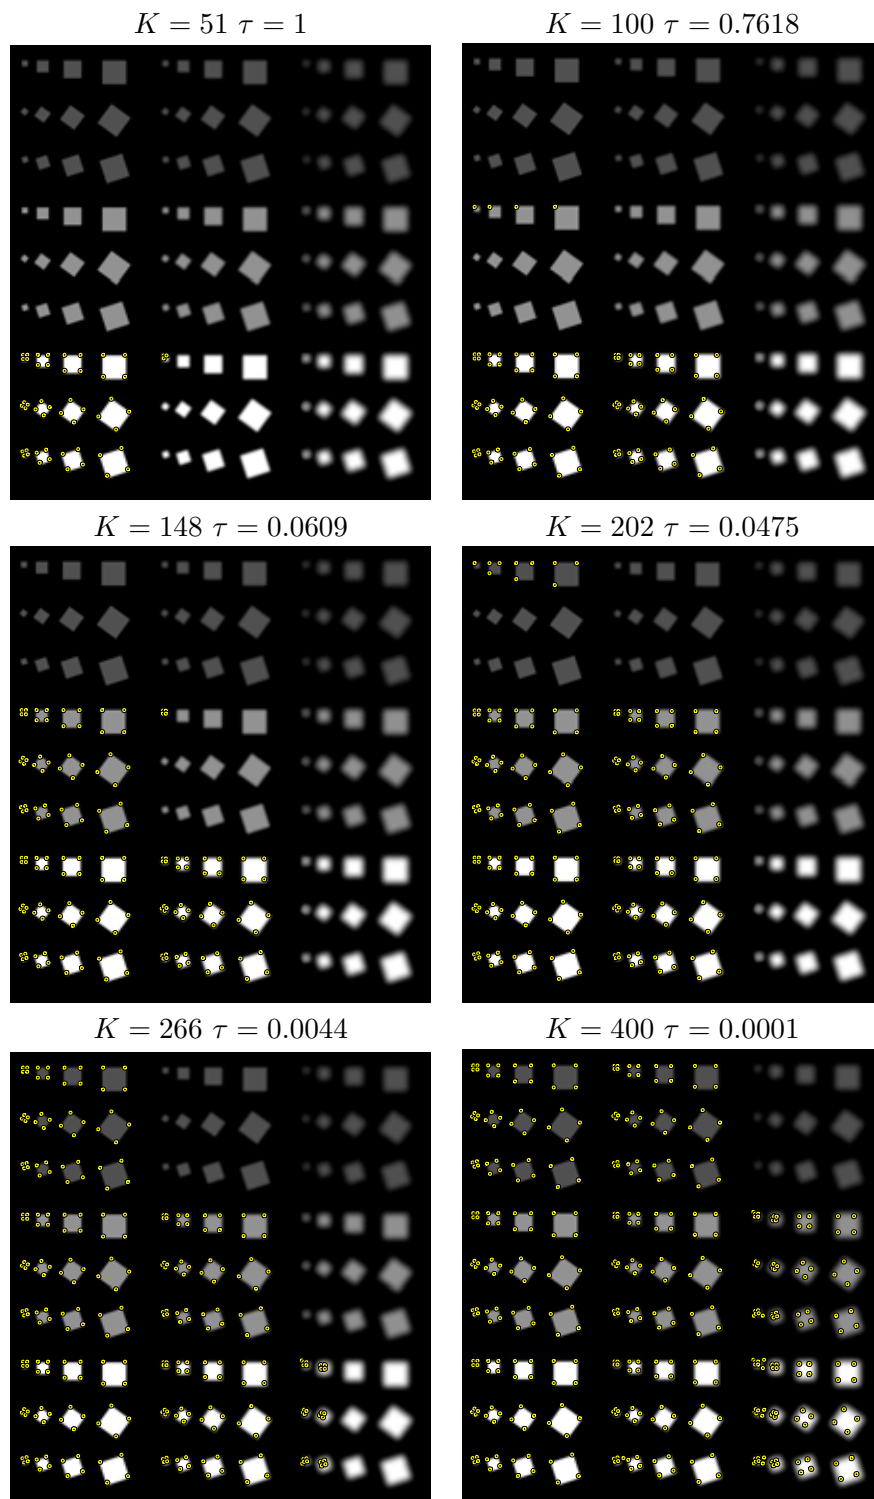 K = 51 τ = 1
K = 100 τ = 0.7618
K = 148 τ = 0.0609
K = 202 τ = 0.0475
K = 266 τ = 0.0044
K = 400 τ = 0.0001